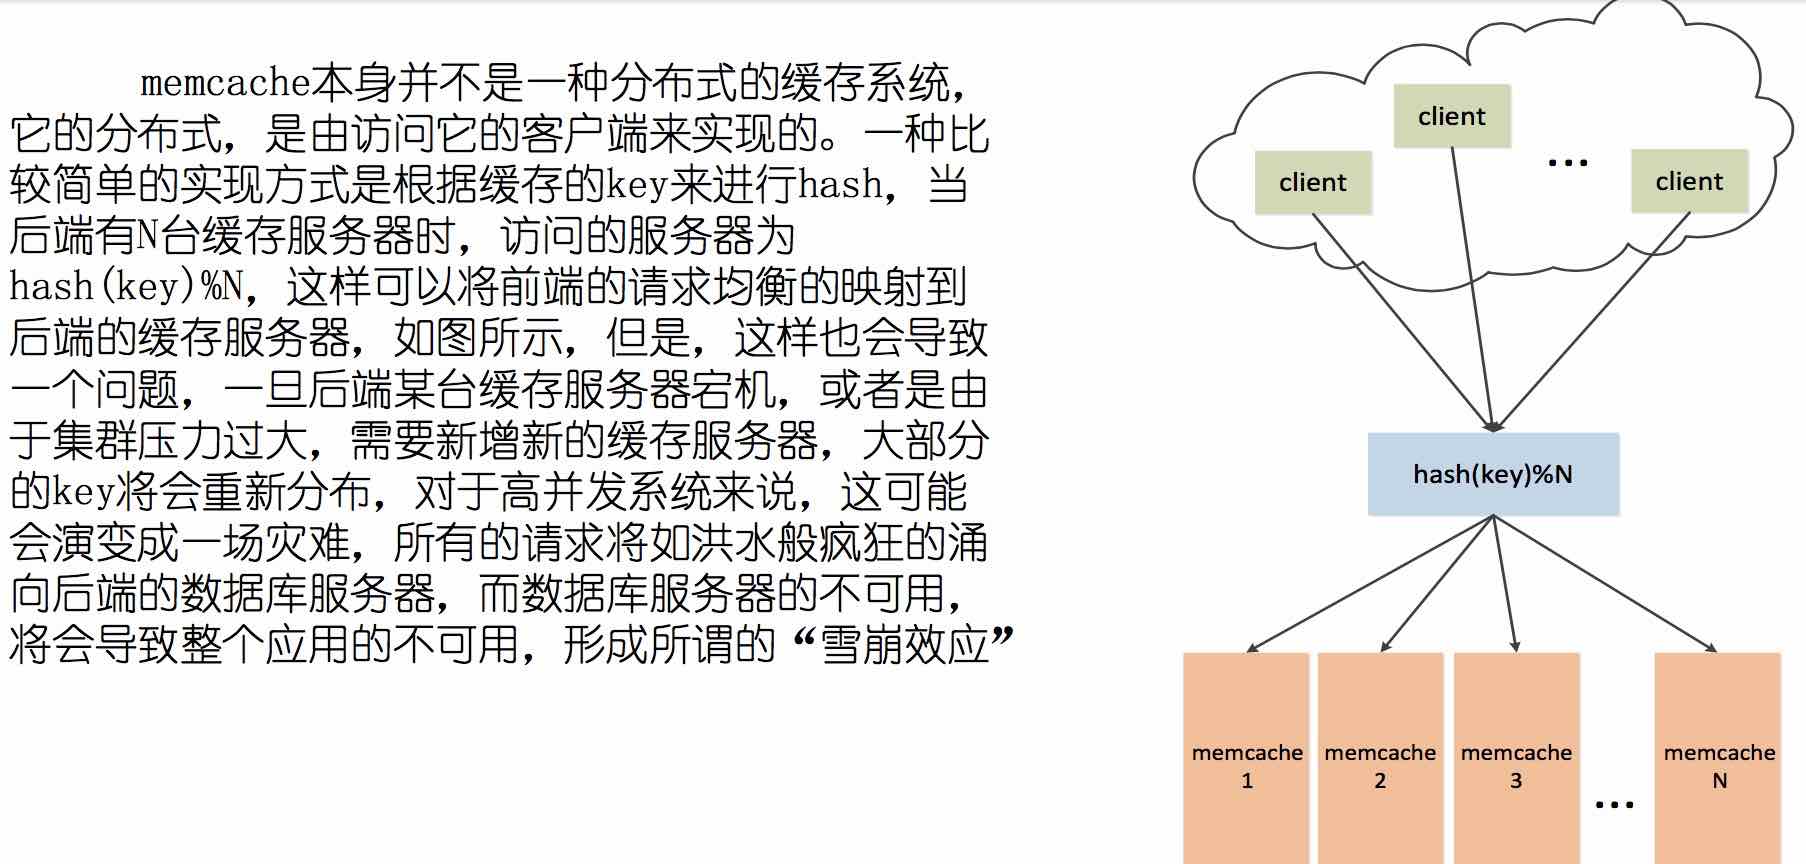 memcache本身并不是一种分布式的缓存系统，
它的分布式，是由访问它的客户端来实现的。一种比
较简单的实现方式是根据缓存的key来进行hash，当
后端有N台缓存服务器时，访问的服务器为
hash(key)%N，这样可以将前端的请求均衡的映射到
后端的缓存服务器，如图所示，但是，这样也会导致
一个问题，一旦后端某台缓存服务器宕机，或者是由
于集群压力过大，需要新增新的缓存服务器，大部分
的key将会重新分布，对于高并发系统来说，这可能
会演变成一场灾难，所有的请求将如洪水般疯狂的涌
向后端的数据库服务器，而数据库服务器的不可用，
将会导致整个应用的不可用，形成所谓的“雪崩效应”
client
client
...
client
hash(key)%N
memcache
1
memcache
2
memcache
3
...
memcache
N